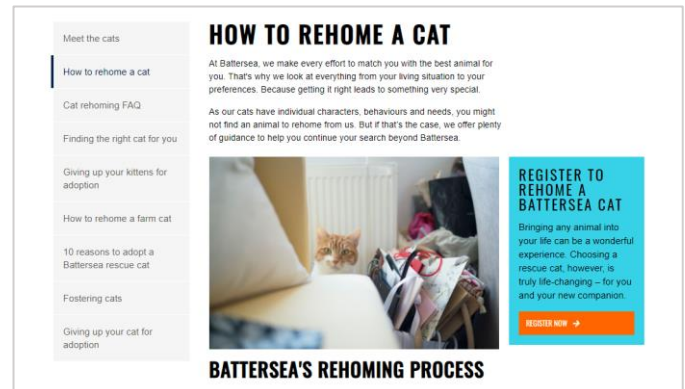 Meet the cats
How to rehome a cat
Cat rehoming FAQ
Finding the right cat for you
Giving up your kittens for
adoption
How to rehome a farm cat
10 reasons to adopt a
Battersea rescue cat
Fostering cats
Giving up your cat for
adoption
HOW TO REHOME A CAT
At Battersea, we make every effort to match you with the best animal for
you. That's why we look at everything from your living situation to your
preferences. Because getting it right leads to something very special.
As our cats have individual characters, behaviours and needs, you might
not find an animal to rehome from us. But if that's the case, we offer plenty
of guidance to help you continue your search beyond Battersea.
REGISTER TO
REHOME A
BATTERSEA CAT
Bringing any animal into
your life can be a wonderful
experience. Choosing a
rescue cat, however, is
truly life-changing – for you
and your new companion.
REGISTER NOW →
BATTERSEA'S REHOMING PROCESS